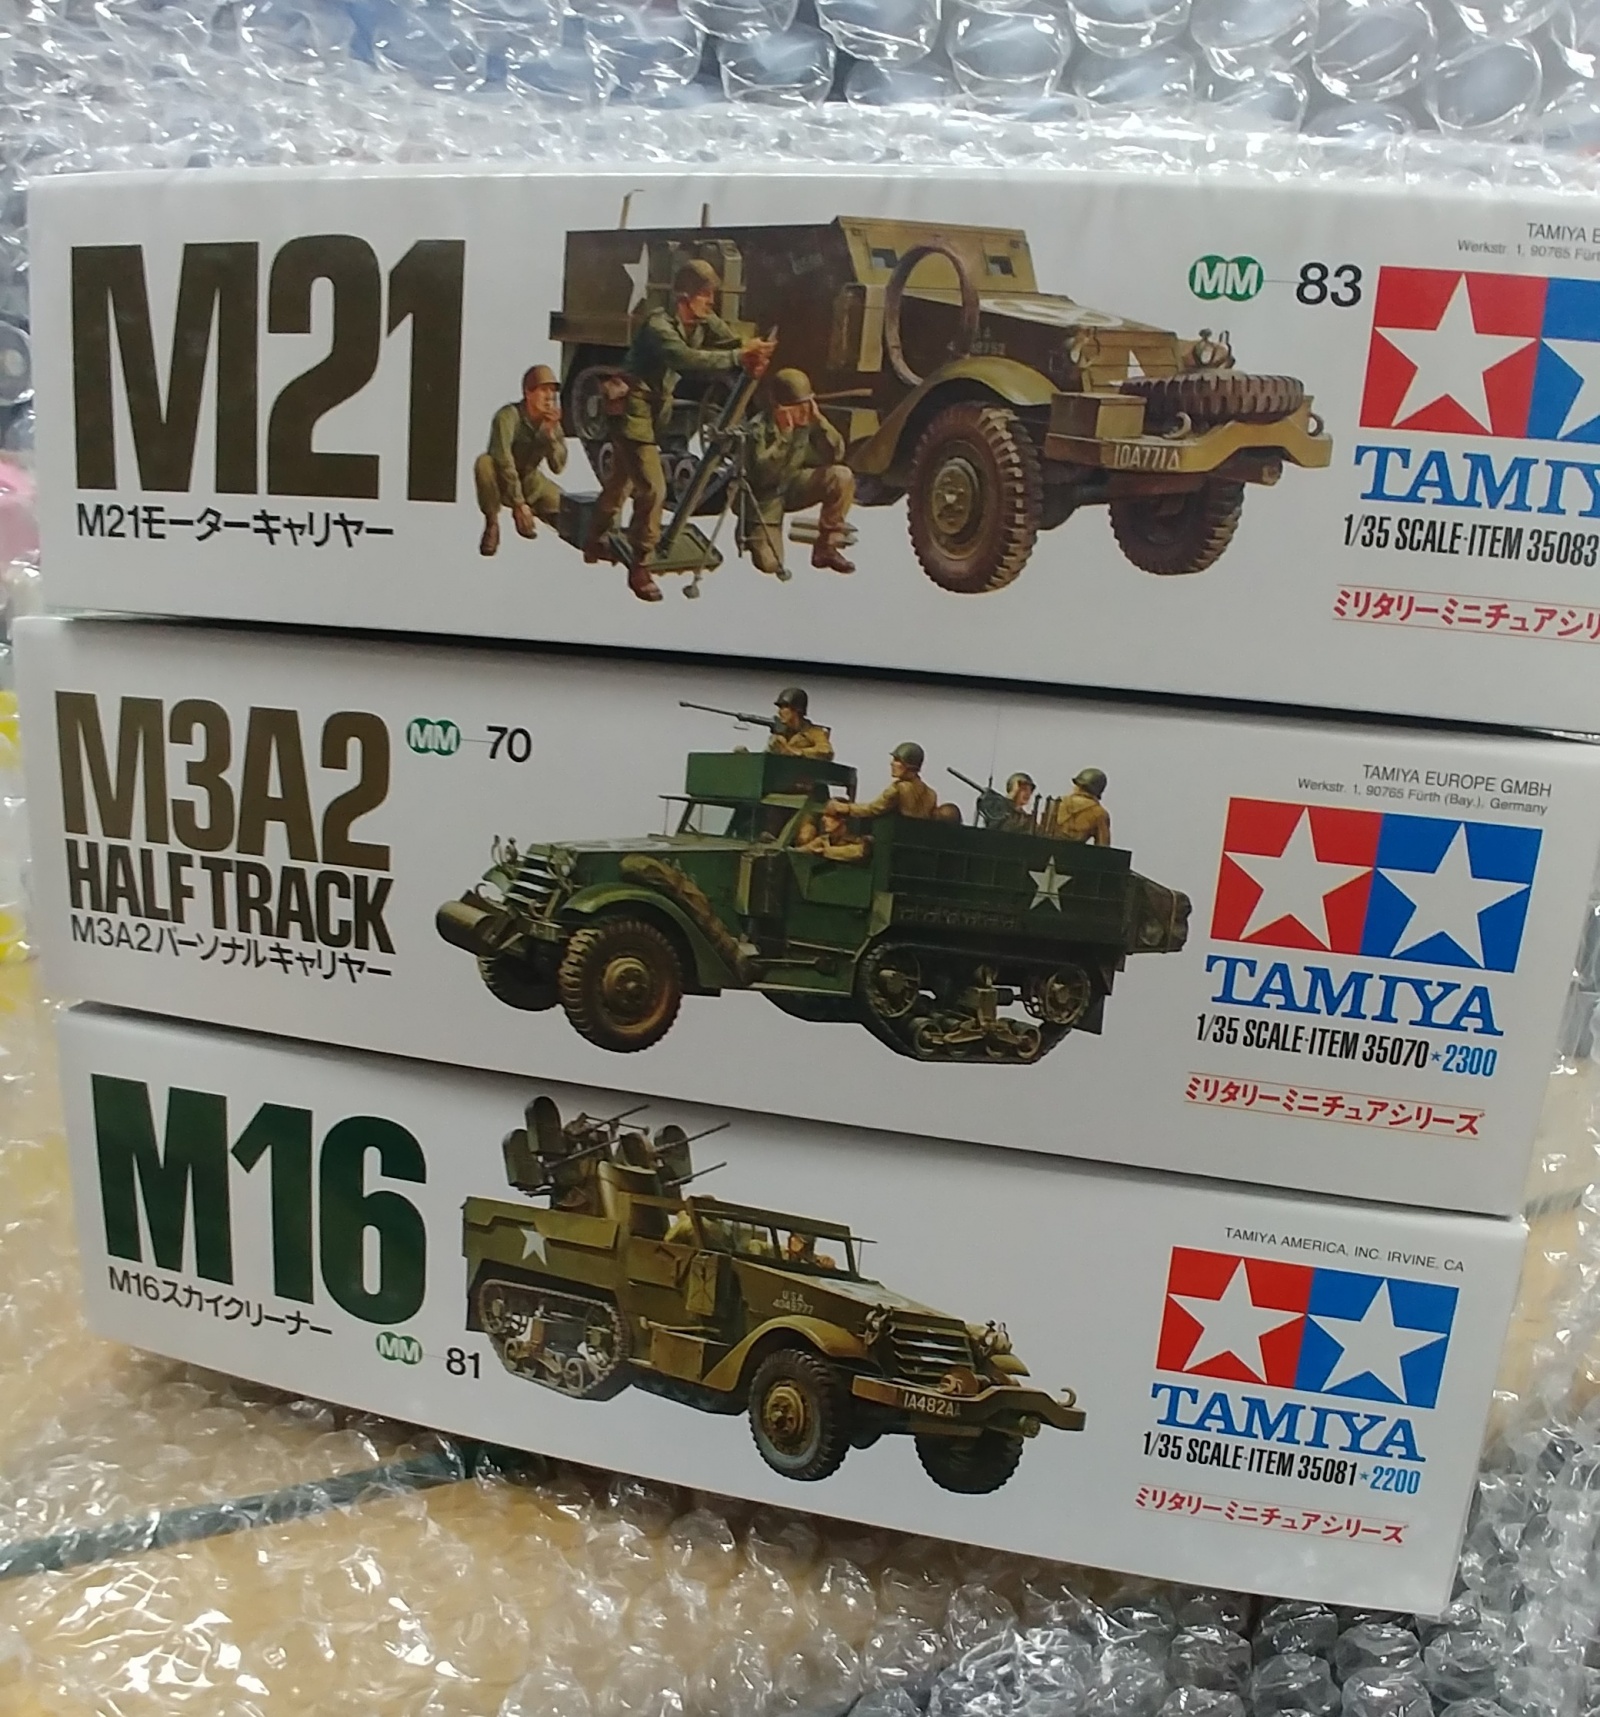 M21
M21モーターキャリヤー
10A771Δ
MM 83
TAMIYA E
Werkstr. 1, 90765 Fürt
TAMIY
1/35 SCALE·ITEM 35083
ミリタリーミニチュアシリ
M3A2
HALF TRACK
M3A2パーソナルキャリヤー
MM 70
TAMIYA EUROPE GMBH
Werkstr. 1, 90765 Fürth (Bay.), Germany
TAMIYA
1/35 SCALE·ITEM 35070★2300
ミリタリーミニチュアシリーズ
M16
M16スカイクリーナー
MM 81
U.S.A.
1A482A
TAMIYA AMERICA, INC. IRVINE, CA
TAMIYA
1/35 SCALE·ITEM 35081★2200
ミリタリーミニチュアシリーズ